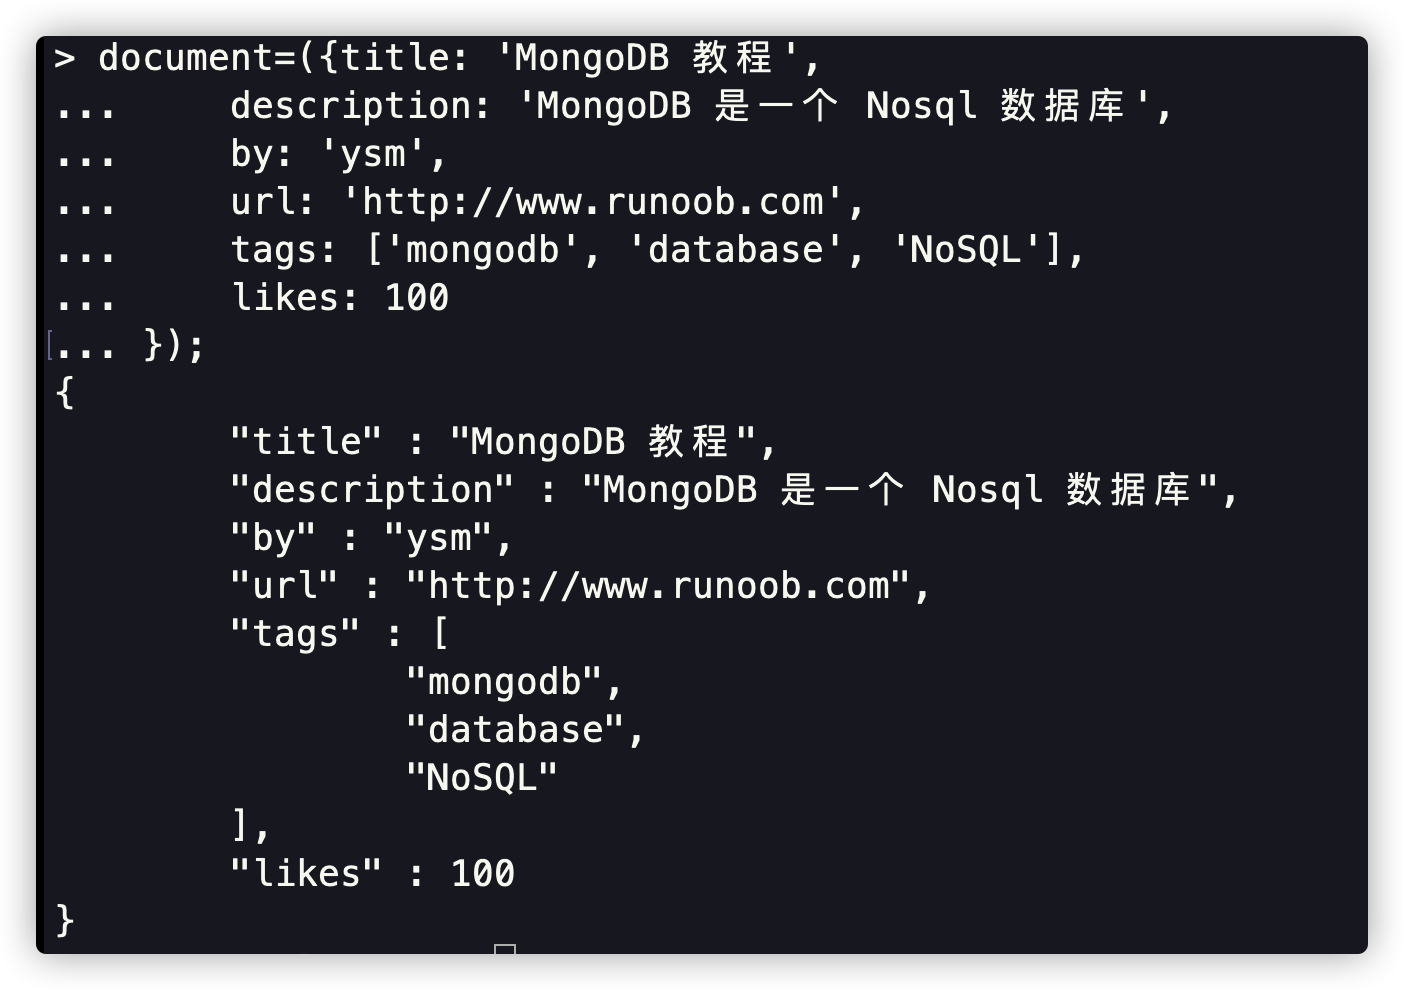 > document=({title: 'MongoDB 教程',
...     description: 'MongoDB 是一个 Nosql 数据库',
...     by: 'ysm',
...     url: 'http://www.runoob.com',
...     tags: ['mongodb', 'database', 'NoSQL'],
...     likes: 100
[... });
{
        "title" : "MongoDB 教程",
        "description" : "MongoDB 是一个 Nosql 数据库",
        "by" : "ysm",
        "url" : "http://www.runoob.com",
        "tags" : [
                "mongodb",
                "database",
                "NoSQL"
        ],
        "likes" : 100
}